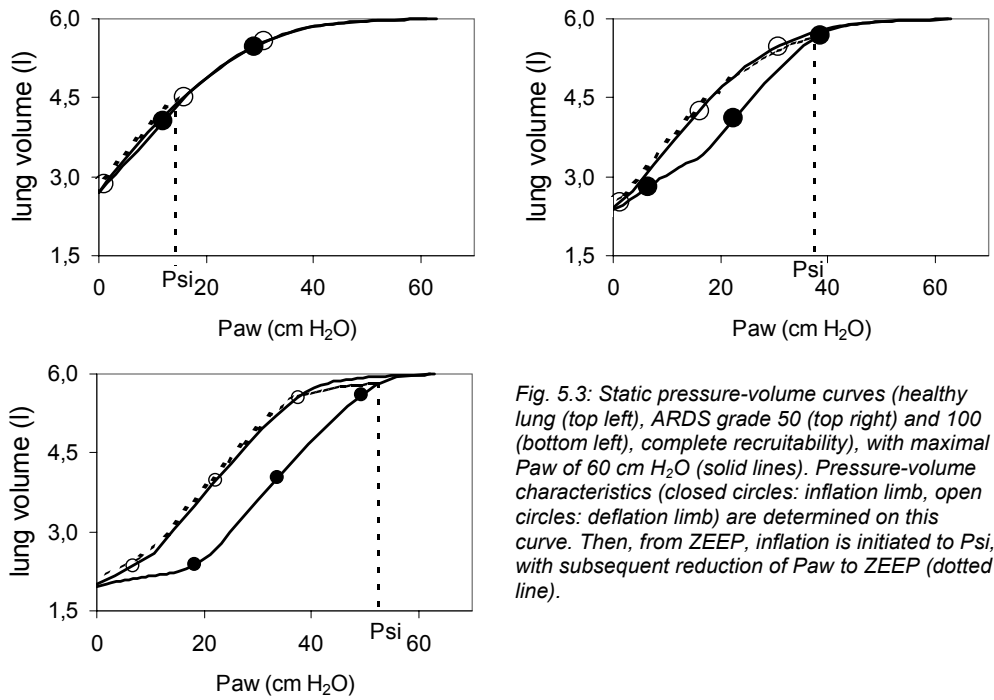 6,0
4,5
3,0
1,5
lung volume (l)
0
20
40
60
Psi
Paw (cm H₂O)
6,0
4,5
3,0
1,5
lung volume (l)
0
20
40
60
Psi
Paw (cm H₂O)
6,0
4,5
3,0
1,5
lung volume (l)
0
20
40
60
Psi
Paw (cm H₂O)
Fig. 5.3: Static pressure-volume curves (healthy
lung (top left), ARDS grade 50 (top right) and 100
(bottom left), complete recruitability), with maximal
Paw of 60 cm H₂O (solid lines). Pressure-volume
characteristics (closed circles: inflation limb, open
circles: deflation limb) are determined on this
curve. Then, from ZEEP, inflation is initiated to Psi,
with subsequent reduction of Paw to ZEEP (dotted
line).